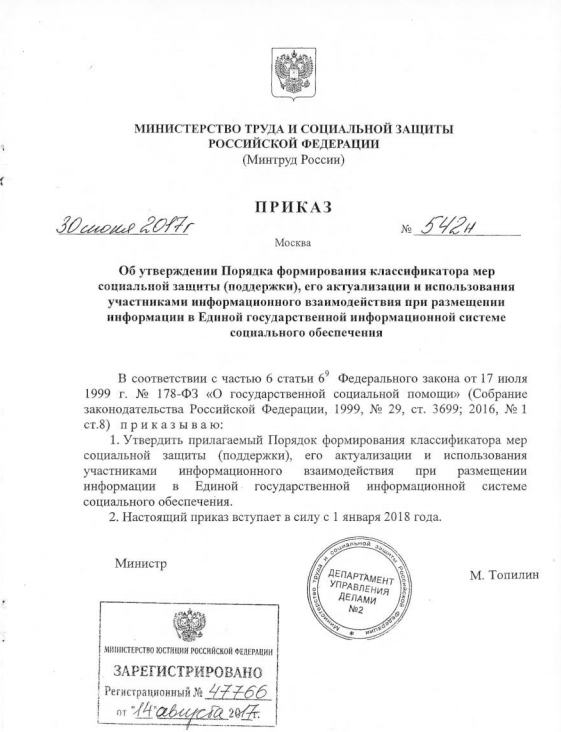 МИНИСТЕРСТВО ТРУДА И СОЦИАЛЬНОЙ ЗАЩИТЫ
РОССИЙСКОЙ ФЕДЕРАЦИИ
(Минтруд России)
ПРИКАЗ
30 июня 2017г № 542н
Москва
Об утверждении Порядка формирования классификатора мер
социальной защиты (поддержки), его актуализации и использования
участниками информационного взаимодействия при размещении
информации в Единой государственной информационной системе
социального обеспечения
В соответствии с частью 6 статьи 6⁹ Федерального закона от 17 июля
1999 г. № 178-ФЗ «О государственной социальной помощи» (Собрание
законодательства Российской Федерации, 1999, № 29, ст. 3699; 2016, № 1
ст.8) п р и к а з ы в а ю:
1. Утвердить прилагаемый Порядок формирования классификатора мер
социальной защиты (поддержки), его актуализации и использования
участниками информационного взаимодействия при размещении
информации в Единой государственной информационной системе
социального обеспечения.
2. Настоящий приказ вступает в силу с 1 января 2018 года.
Министр
М. Топилин
Министерство труда и социальной защиты Российской Федерации
ДЕПАРТАМЕНТ
УПРАВЛЕНИЯ
ДЕЛАМИ
№2
МИНИСТЕРСТВО ЮСТИЦИИ РОССИЙСКОЙ ФЕДЕРАЦИИ
ЗАРЕГИСТРИРОВАНО
Регистрационный № 47766
от "14" августа 2017г.